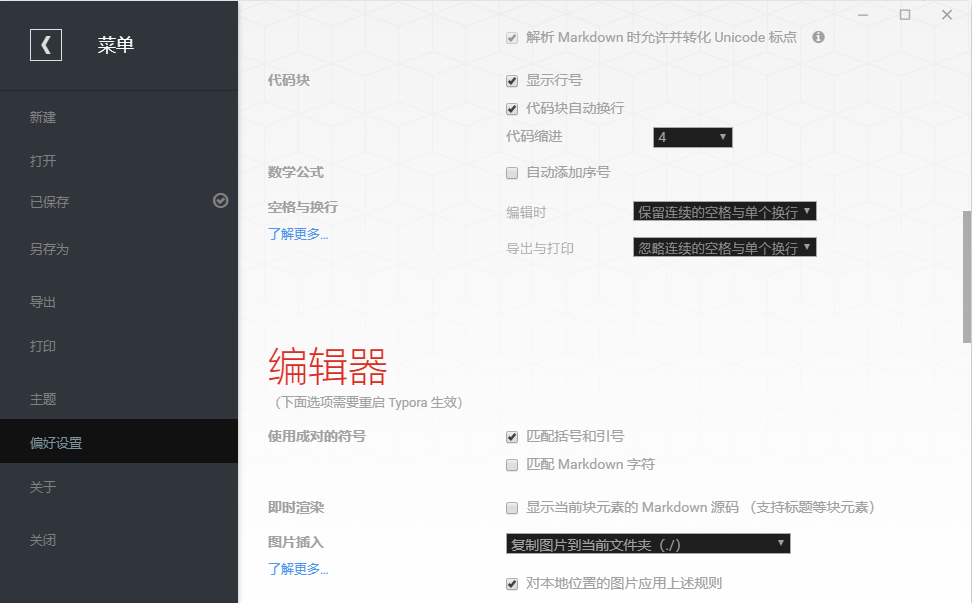 菜单
新建
打开
已保存
另存为
导出
打印
主题
偏好设置
关于
关闭
解析 Markdown 时允许并转化 Unicode 标点
代码块
显示行号
代码块自动换行
代码缩进 4
数学公式
自动添加序号
空格与换行
了解更多...
编辑时 保留连续的空格与单个换行
导出与打印 忽略连续的空格与单个换行
编辑器
（下面选项需要重启 Typora 生效）
使用成对的符号
匹配括号和引号
匹配 Markdown 字符
即时渲染
显示当前块元素的 Markdown 源码 （支持标题等块元素）
图片插入
了解更多...
复制图片到当前文件夹（./）
对本地位置的图片应用上述规则